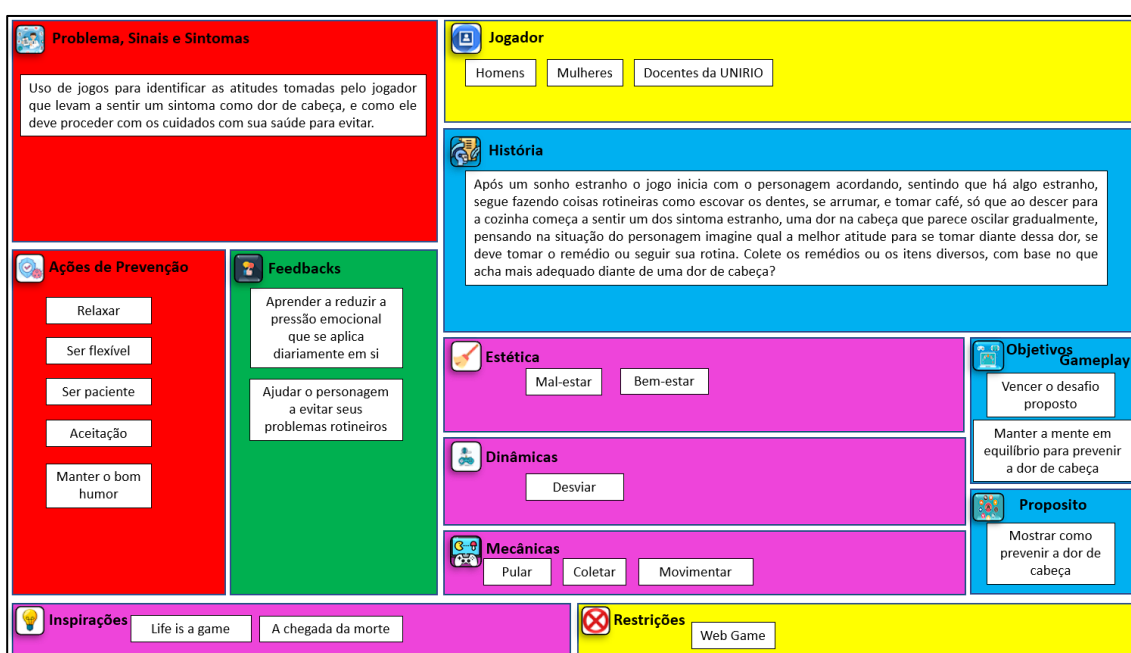 Problema, Sinais e Sintomas
Uso de jogos para identificar as atitudes tomadas pelo jogador
que levam a sentir um sintoma como dor de cabeça, e como ele
deve proceder com os cuidados com sua saúde para evitar.
Jogador
Homens
Mulheres
Docentes da UNIRIO
História
Após um sonho estranho o jogo inicia com o personagem acordando, sentindo que há algo estranho,
segue fazendo coisas rotineiras como escovar os dentes, se arrumar, e tomar café, só que ao descer para
a cozinha começa a sentir um dos sintoma estranho, uma dor na cabeça que parece oscilar gradualmente,
pensando na situação do personagem imagine qual a melhor atitude para se tomar diante dessa dor, se
deve tomar o remédio ou seguir sua rotina. Colete os remédios ou os itens diversos, com base no que
acha mais adequado diante de uma dor de cabeça?
Ações de Prevenção
Relaxar
Ser flexível
Ser paciente
Aceitação
Manter o bom
humor
Feedbacks
Aprender a reduzir a
pressão emocional
que se aplica
diariamente em si
Ajudar o personagem
a evitar seus
problemas rotineiros
Estética
Mal-estar
Bem-estar
Dinâmicas
Desviar
Mecânicas
Pular
Coletar
Movimentar
Objetivos
Gameplay
Vencer o desafio
proposto
Manter a mente em
equilíbrio para prevenir
a dor de cabeça
Proposito
Mostrar como
prevenir a dor de
cabeça
Inspirações
Life is a game
A chegada da morte
Restrições
Web Game